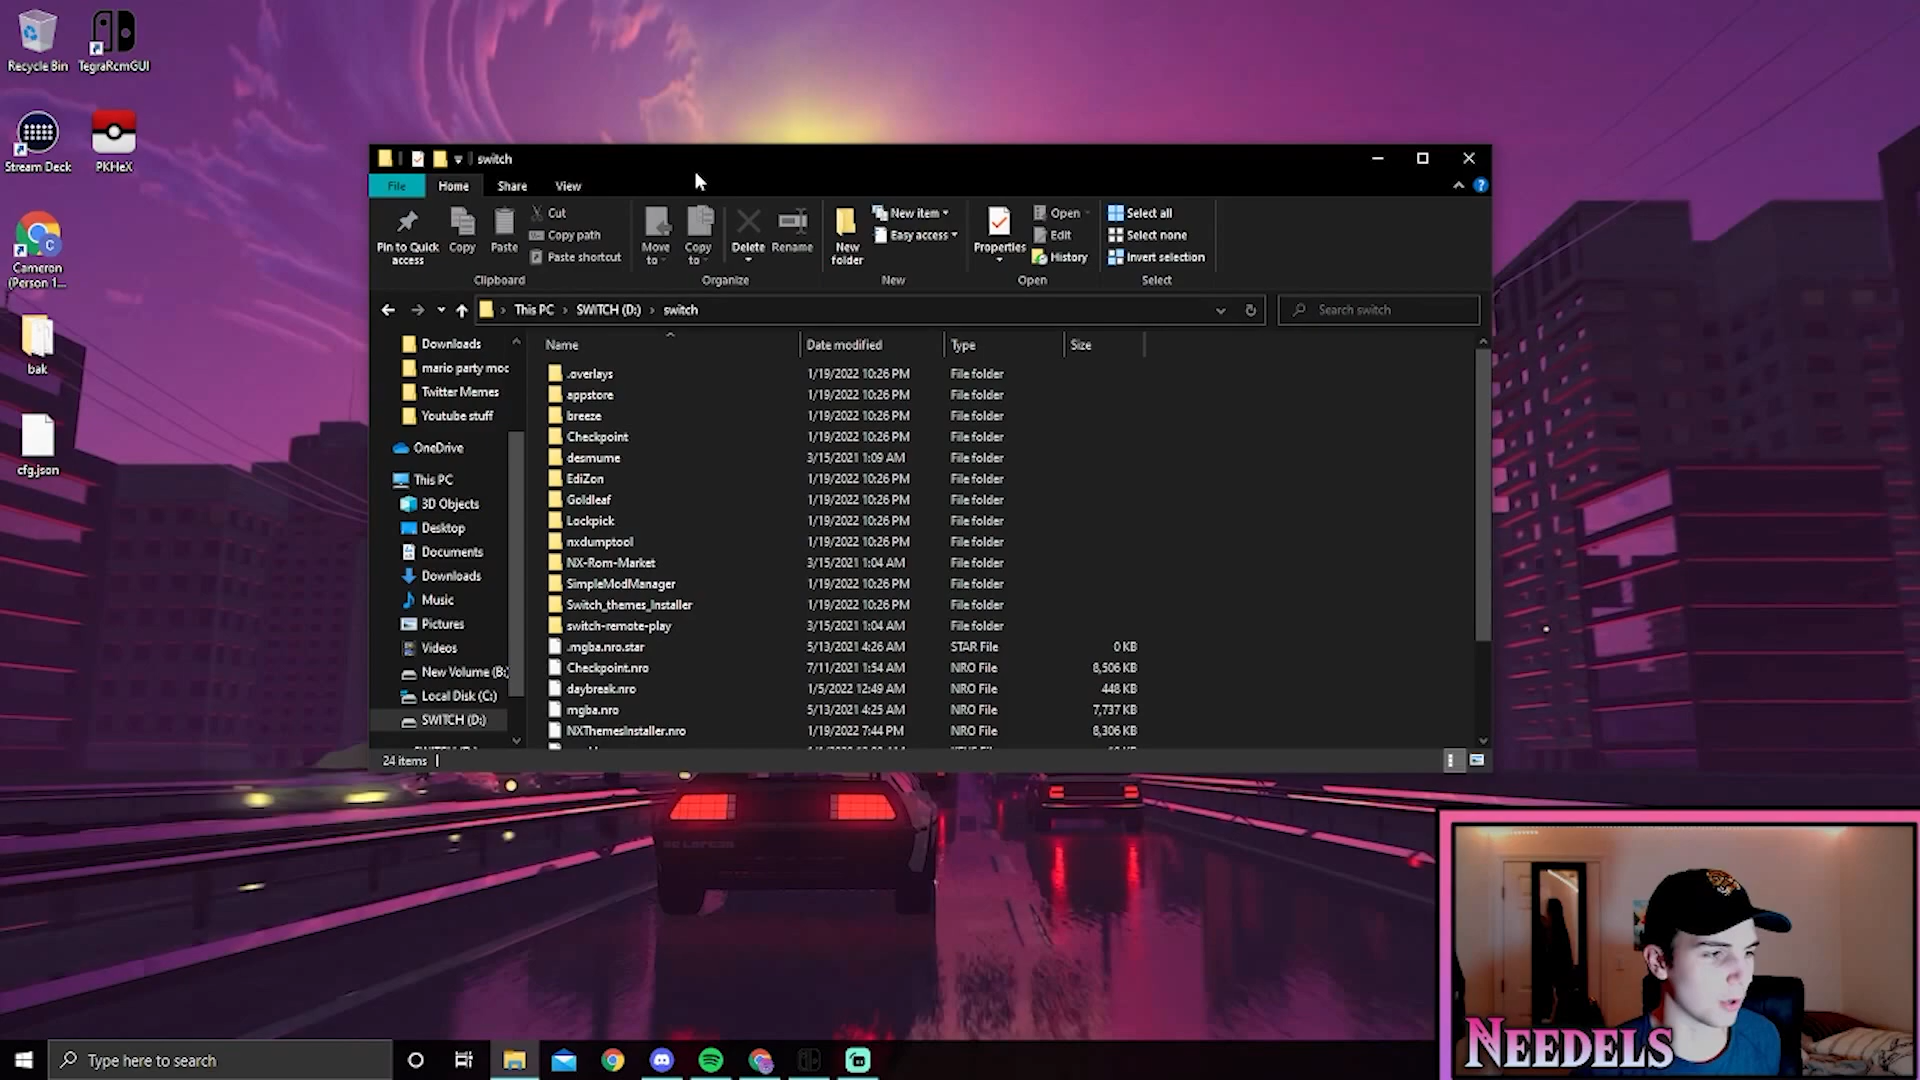 Recycle Bin
TegraRcmGUI
Stream Deck
PKHeX
Cameron
(Person 1...
bak
cfg.json
switch
File
Home
Share
View
Pin to Quick
access
Copy
Paste
Cut
Copy path
Paste shortcut
Clipboard
Move
to
Copy
to
Delete
Rename
Organize
New
folder
New item
Easy access
New
Properties
Open
Edit
History
Open
Select all
Select none
Invert selection
Select
This PC
SWITCH (D:)
switch
Search switch
Downloads
mario party moc
Twitter Memes
Youtube stuff
OneDrive
This PC
3D Objects
Desktop
Documents
Downloads
Music
Pictures
Videos
New Volume (B:)
Local Disk (C:)
SWITCH (D:)
Name Date modified Type Size
.overlays 1/19/2022 10:26 PM File folder
appstore 1/19/2022 10:26 PM File folder
breeze 1/19/2022 10:26 PM File folder
Checkpoint 1/19/2022 10:26 PM File folder
desmume 3/15/2021 1:09 AM File folder
EdiZon 1/19/2022 10:26 PM File folder
Goldleaf 1/19/2022 10:26 PM File folder
Lockpick 1/19/2022 10:26 PM File folder
nxdumptool 1/19/2022 10:26 PM File folder
NX-Rom-Market 3/15/2021 1:04 AM File folder
SimpleModManager 1/19/2022 10:26 PM File folder
Switch_themes_Installer 1/19/2022 10:26 PM File folder
switch-remote-play 3/15/2021 1:04 AM File folder
.mgba.nro.star 5/13/2021 4:26 AM STAR File 0 KB
Checkpoint.nro 7/11/2021 1:54 AM NRO File 8,506 KB
daybreak.nro 1/5/2022 12:49 AM NRO File 448 KB
mgba.nro 5/13/2021 4:25 AM NRO File 7,737 KB
NXThemesInstaller.nro 1/19/2022 7:44 PM NRO File 8,306 KB
24 items
NEEDELS
Type here to search